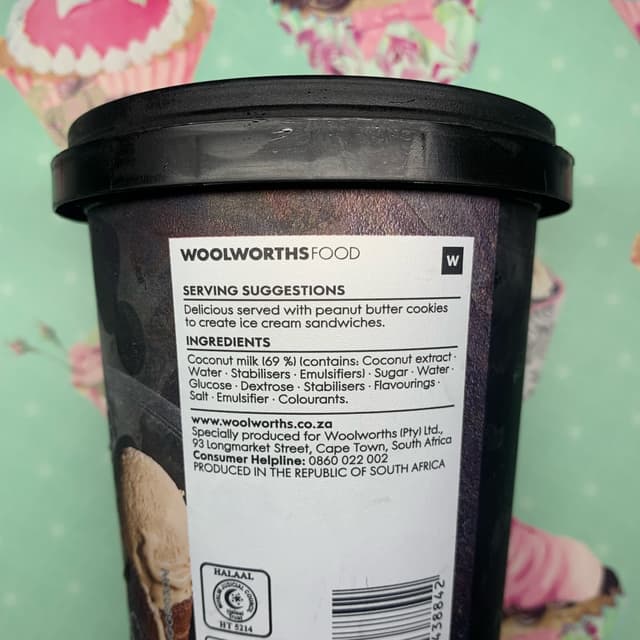 WOOLWORTHS FOOD
W
SERVING SUGGESTIONS
Delicious served with peanut butter cookies
to create ice cream sandwiches.
INGREDIENTS
Coconut milk (69 %) (contains: Coconut extract ·
Water · Stabilisers · Emulsifiers) · Sugar · Water ·
Glucose · Dextrose · Stabilisers · Flavourings ·
Salt · Emulsifier · Colourants.
www.woolworths.co.za
Specially produced for Woolworths (Pty) Ltd.,
93 Longmarket Street, Cape Town, South Africa
Consumer Helpline: 0860 022 002
PRODUCED IN THE REPUBLIC OF SOUTH AFRICA
HALAAL
HT 5214
438842